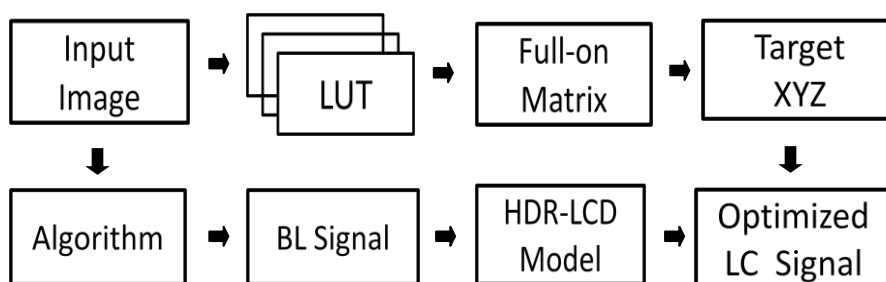 Input
Image
LUT
Full-on
Matrix
Target
XYZ
Algorithm
BL Signal
HDR-LCD
Model
Optimized
LC Signal